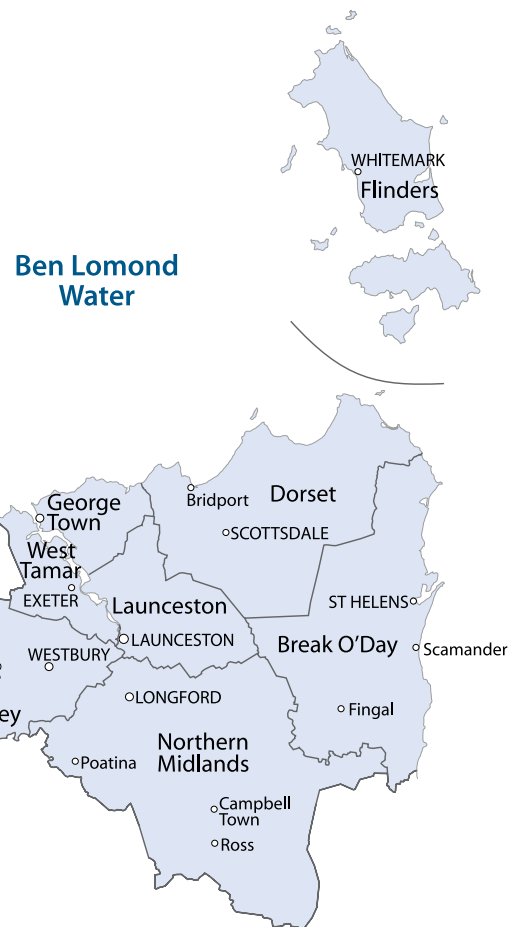 WHITEMARK
Flinders
Ben Lomond
Water
George
Town
Bridport
Dorset
SCOTTSDALE
West
Tamar
EXETER
Launceston
ST HELENS
LAUNCESTON
Break O'Day
Scamander
WESTBURY
LONGFORD
Fingal
ey
Northern
Midlands
Poatina
Campbell
Town
Ross